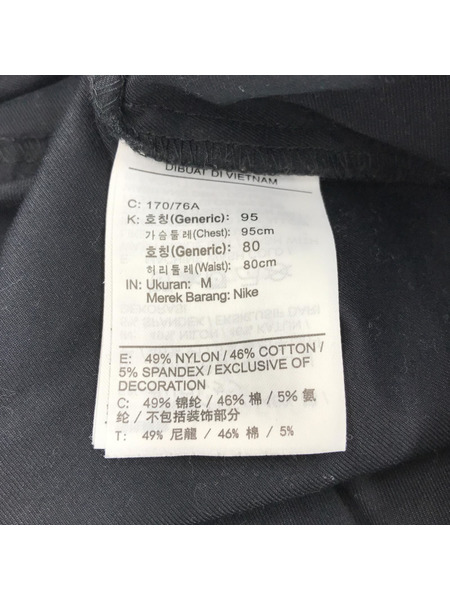 DIBUAT DI VIETNAM
C: 170/76A
K: 호칭(Generic): 95
가슴둘레(Chest): 95cm
호칭(Generic): 80
허리둘레(Waist): 80cm
IN: Ukuran: M
Merek Barang: Nike
E: 49% NYLON / 46% COTTON /
5% SPANDEX / EXCLUSIVE OF
DECORATION
C: 49% 锦纶 / 46% 棉 / 5% 氨
纶 / 不包括装饰部分
T: 49% 尼龍 / 46% 棉 / 5%